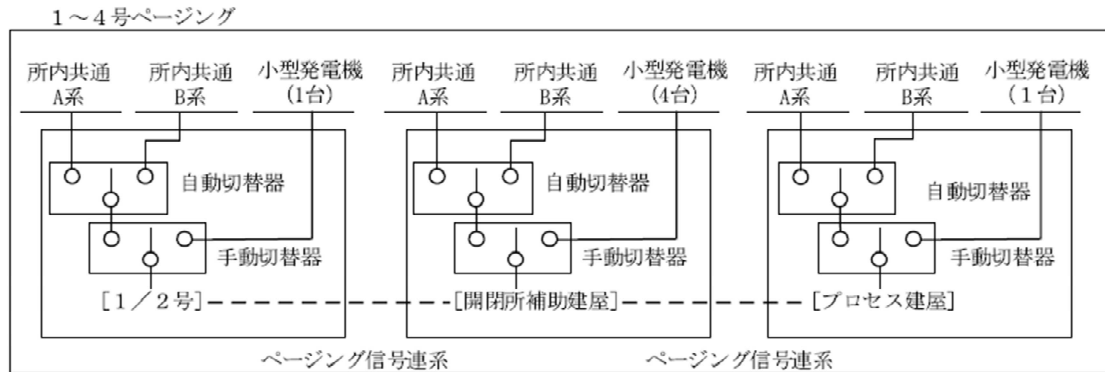 1～4号ページング
所内共通
A系
所内共通
B系
小型発電機
(1台)
所内共通
A系
所内共通
B系
小型発電機
(4台)
所内共通
A系
所内共通
B系
小型発電機
(1台)
自動切替器
手動切替器
自動切替器
手動切替器
自動切替器
手動切替器
[1／2号]
[開閉所補助建屋]
[プロセス建屋]
ページング信号連系
ページング信号連系